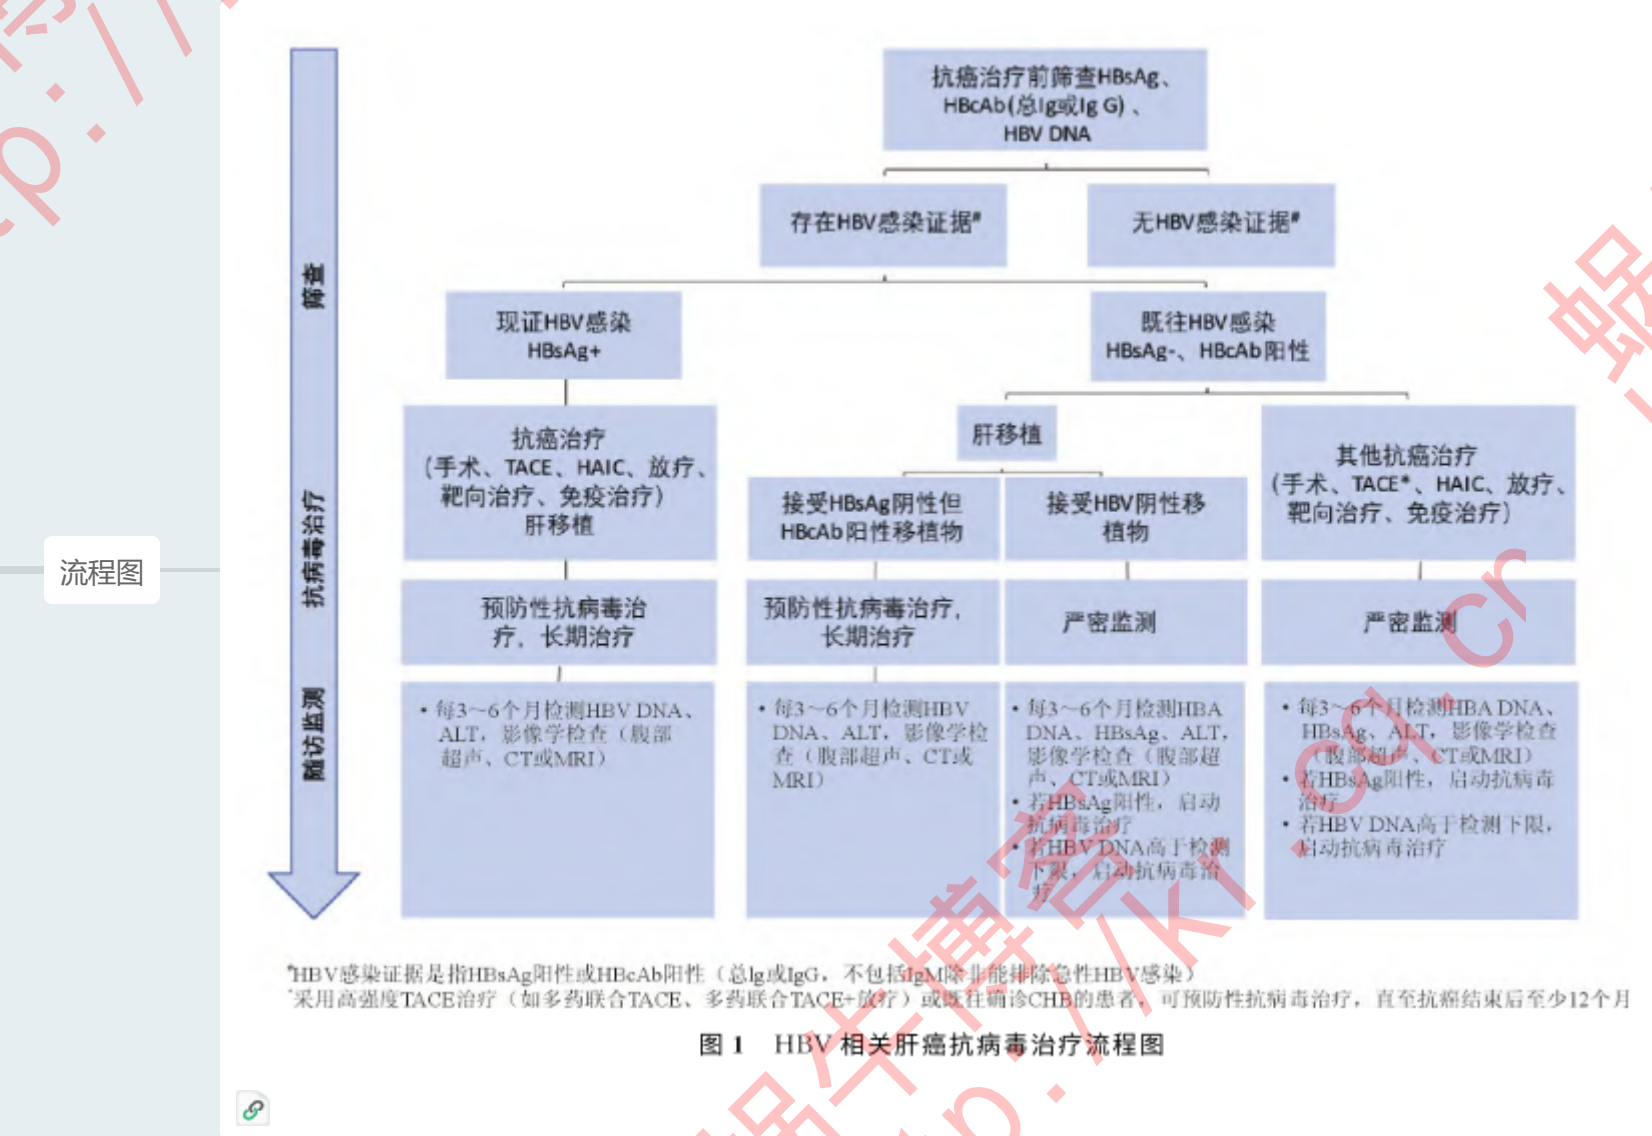 流程图
筛查
抗病毒治疗
随访监测
抗癌治疗前筛查HBsAg、
HBcAb(总Ig或Ig G) 、
HBV DNA
存在HBV感染证据#
无HBV感染证据#
现证HBV感染
HBsAg+
既往HBV感染
HBsAg-、HBcAb阳性
抗癌治疗
(手术、TACE、HAIC、放疗、
靶向治疗、免疫治疗)
肝移植
肝移植
接受HBsAg阴性但
HBcAb阳性移植物
接受HBV阴性移
植物
其他抗癌治疗
(手术、TACE*、HAIC、放疗、
靶向治疗、免疫治疗)
预防性抗病毒治
疗，长期治疗
预防性抗病毒治疗，
长期治疗
严密监测
严密监测
• 每3～6个月检测HBV DNA、
ALT，影像学检查（腹部
超声、CT或MRI）
• 每3～6个月检测HBV
DNA、ALT，影像学检
查（腹部超声、CT或
MRI）
• 每3～6个月检测HBA
DNA、HBsAg、ALT，
影像学检查（腹部超
声、CT或MRI）
• 若HBsAg阳性，启动
抗病毒治疗
• 若HBV DNA高于检测
下限，启动抗病毒治
疗
• 每3～6个月检测HBA DNA、
HBsAg、ALT，影像学检查
（腹部超声、CT或MRI）
• 若HBsAg阳性，启动抗病毒
治疗
• 若HBV DNA高于检测下限，
启动抗病毒治疗
#HBV感染证据是指HBsAg阳性或HBcAb阳性（总lg或IgG，不包括IgM除非能排除急性HBV感染）
*采用高强度TACE治疗（如多药联合TACE、多药联合TACE+放疗）或既往确诊CHB的患者，可预防性抗病毒治疗，直至抗癌结束后至少12个月
图 1 HBV 相关肝癌抗病毒治疗流程图
蜗牛博客